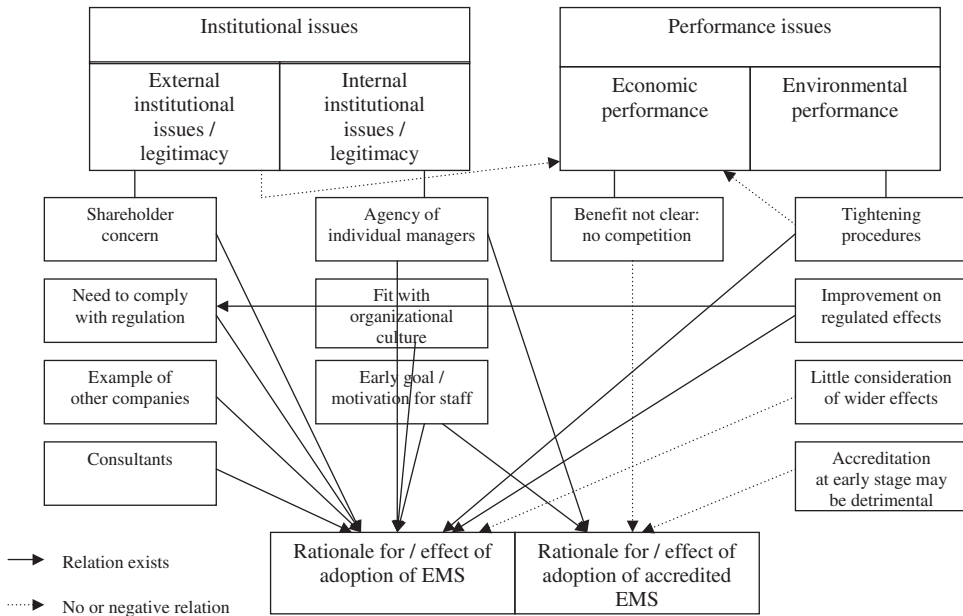 Institutional issues
Performance issues
External
institutional
issues /
legitimacy
Internal
institutional
issues /
legitimacy
Economic
performance
Environmental
performance
Shareholder
concern
Agency of
individual managers
Benefit not clear:
no competition
Tightening
procedures
Need to comply
with regulation
Fit with
organizational
culture
Improvement on
regulated effects
Example of
other companies
Early goal /
motivation for staff
Little consideration
of wider effects
Consultants
Accreditation
at early stage may
be detrimental
Rationale for / effect of
adoption of EMS
Rationale for / effect of
adoption of accredited
EMS
Relation exists
No or negative relation